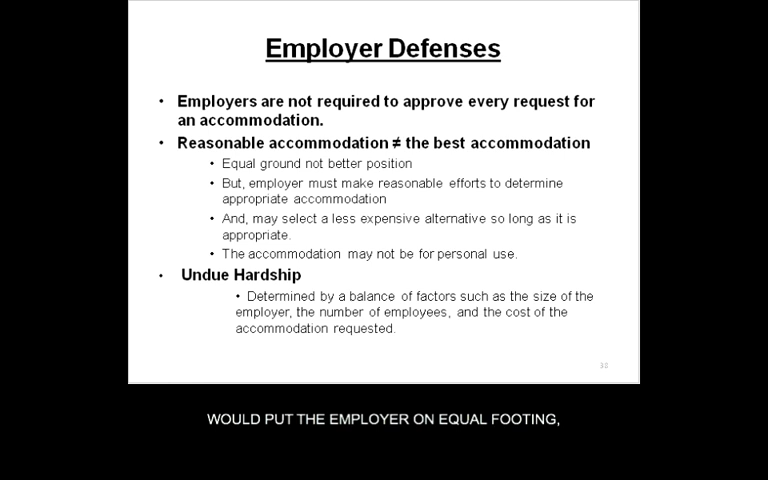 Employer Defenses
• Employers are not required to approve every request for
an accommodation.
• Reasonable accommodation ≠ the best accommodation
• Equal ground not better position
• But, employer must make reasonable efforts to determine
appropriate accommodation
• And, may select a less expensive alternative so long as it is
appropriate.
• The accommodation may not be for personal use.
• Undue Hardship
• Determined by a balance of factors such as the size of the
employer, the number of employees, and the cost of the
accommodation requested.
WOULD PUT THE EMPLOYER ON EQUAL FOOTING,